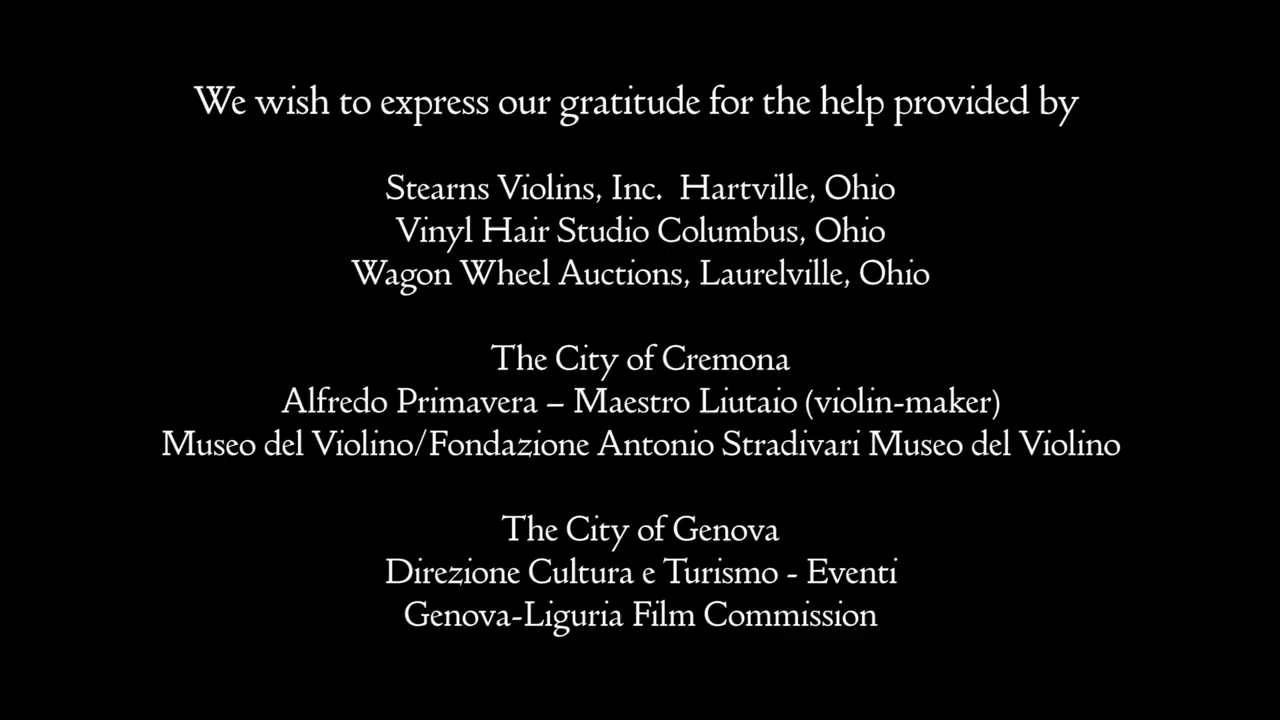 We wish to express our gratitude for the help provided by
Stearns Violins, Inc.  Hartville, Ohio
Vinyl Hair Studio Columbus, Ohio
Wagon Wheel Auctions, Laurelville, Ohio
The City of Cremona
Alfredo Primavera – Maestro Liutaio (violin-maker)
Museo del Violino/Fondazione Antonio Stradivari Museo del Violino
The City of Genova
Direzione Cultura e Turismo - Eventi
Genova-Liguria Film Commission